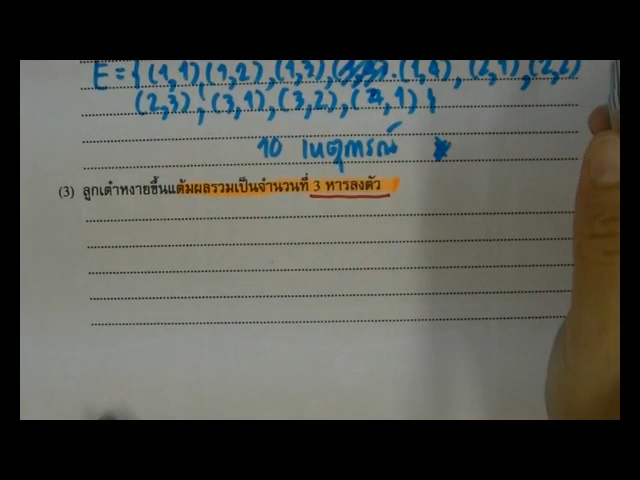 E = { (1,1) (1,2), (1,3), (1,4), (2,1), (2,2)
(2,3), (3,1), (3,2), (4,1) }
10 เหตุการณ์
(3) ลูกเต๋าหงายขึ้นแต้มผลรวมเป็นจำนวนที่ 3 หารลงตัว